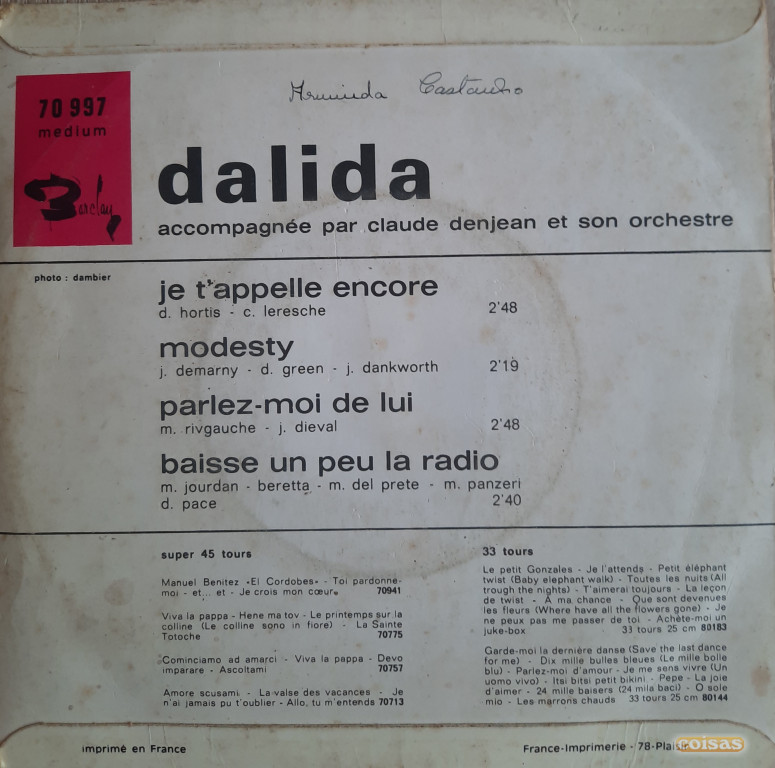 Arminda Castanho
70 997
medium
Barclay
dalida
accompagnée par claude denjean et son orchestre
photo : dambier
je t'appelle encore
d. hortis - c. leresche 2'48
modesty
j. demarny - d. green - j. dankworth 2'19
parlez-moi de lui
m. rivgauche - j. dieval 2'48
baisse un peu la radio
m. jourdan - beretta - m. del prete - m. panzeri
d. pace 2'40
super 45 tours
Manuel Benitez «El Cordobes» - Toi pardonne-
moi - et... et - Je crois mon cœur. 70941
Viva la pappa - Hene ma tov - Le printemps sur la
colline (Le colline sono in fiore) - La Sainte
Totoche 70775
Cominciamo ad amarci - Viva la pappa - Devo
imparare - Ascoltami 70757
Amore scusami - La valse des vacances - Je
n'ai jamais pu t'oublier - Allo, tu m'entends 70713
33 tours
Le petit Gonzales - Je l'attends - Petit éléphant
twist (Baby elephant walk) - Toutes les nuits (All
trough the nights) - T'aimerai toujours - La leçon
de twist - A ma chance - Que sont devenues
les fleurs (Where have all the flowers gone) - Je
ne peux pas me passer de toi - Achète-moi un
juke-box 33 tours 25 cm 80183
Garde-moi la dernière danse (Save the last dance
for me) - Dix mille bulles bleues (Le mille bolle
blu) - Parlez-moi d'amour - Je me sens vivre (Un
uomo vivo) - Itsi bitsi petit bikini - Pepe - La joie
d'aimer - 24 mille baisers (24 mila baci) - O sole
mio - Les marrons chauds 33 tours 25 cm 80144
imprimé en France
France-Imprimerie - 78-Plaisir
coisas